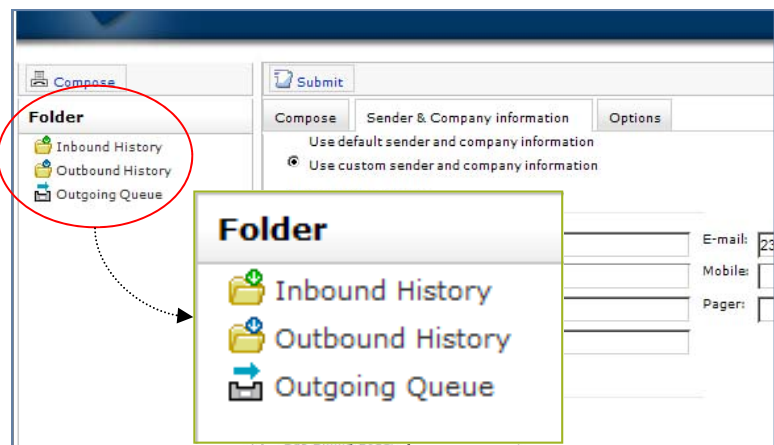 Compose
Submit
Folder
Compose Sender & Company information Options
Inbound History
Outbound History
Outgoing Queue
Use default sender and company information
Use custom sender and company information
E-mail: 23
Mobile:
Pager:
Folder
Inbound History
Outbound History
Outgoing Queue